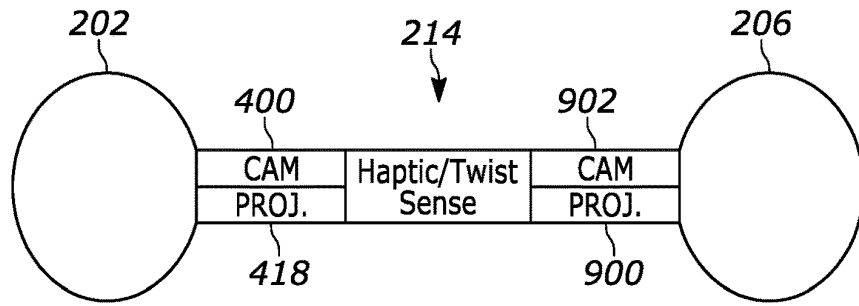 202
214
206
400
902
CAM
Haptic/Twist
Sense
CAM
PROJ.
PROJ.
418
900